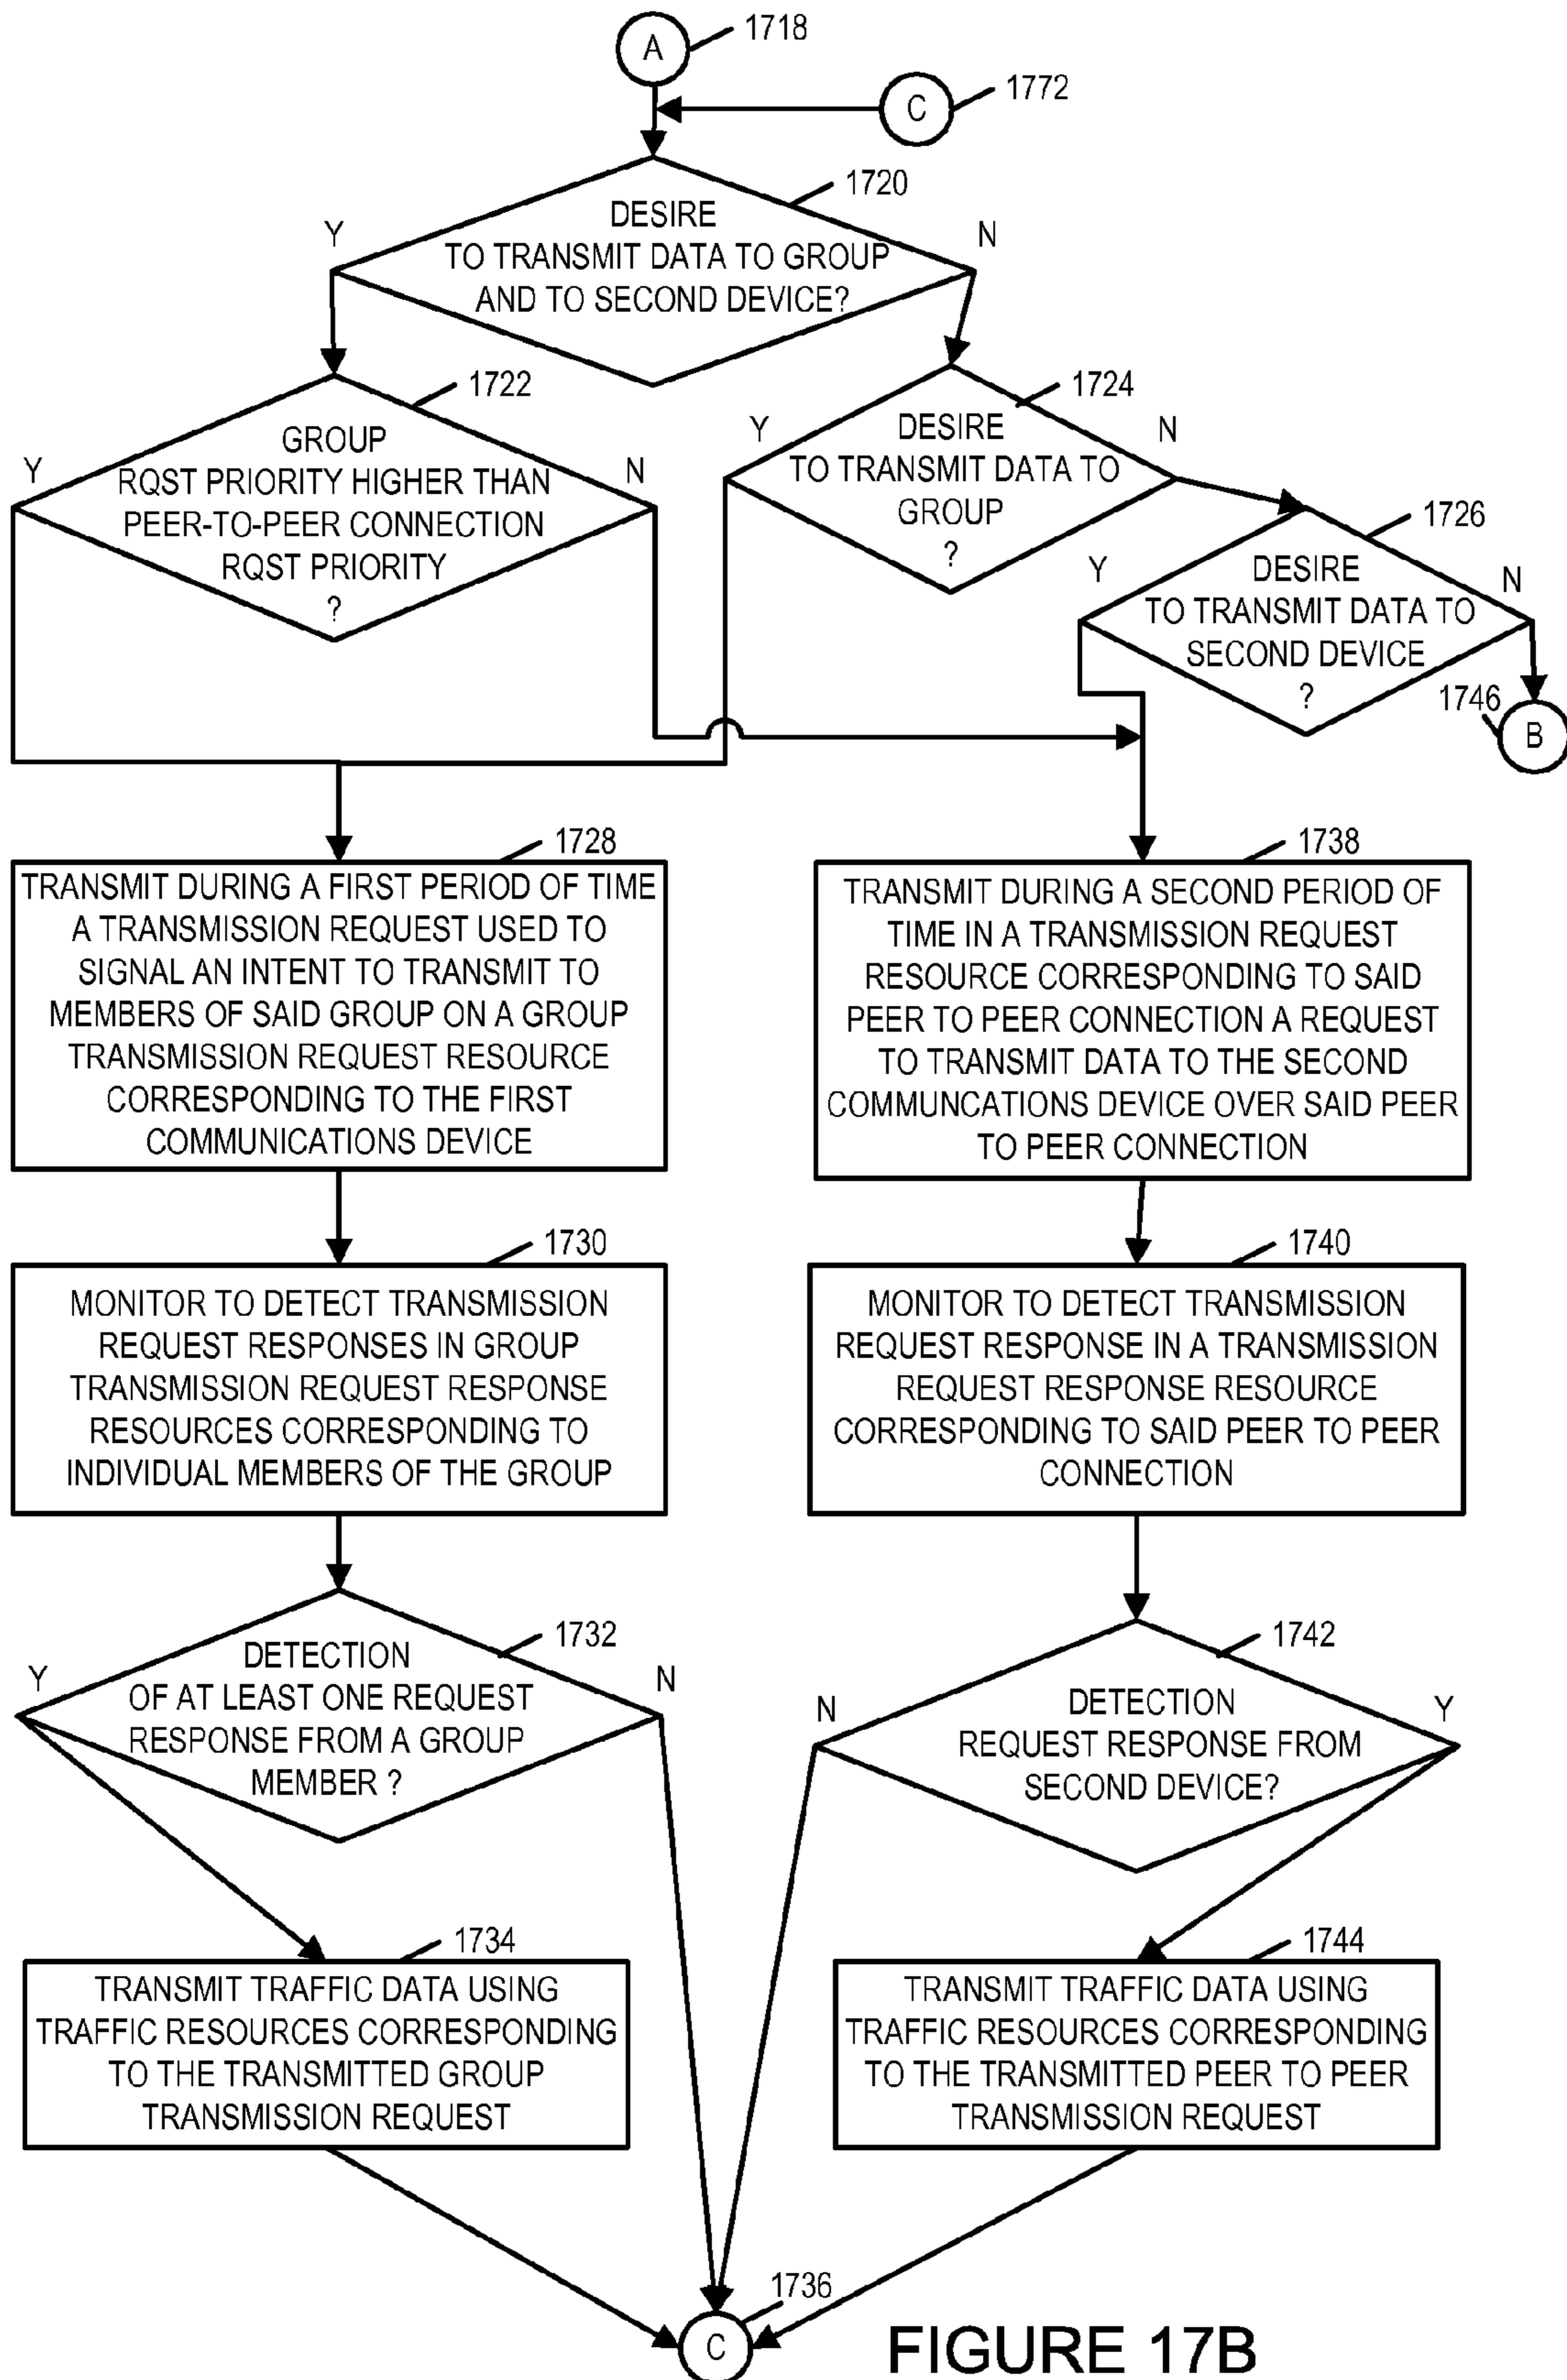 A
1718
C
1772
1720
DESIRE
TO TRANSMIT DATA TO GROUP
AND TO SECOND DEVICE?
Y
N
1722
GROUP
RQST PRIORITY HIGHER THAN
PEER-TO-PEER CONNECTION
RQST PRIORITY
?
Y
N
1724
DESIRE
TO TRANSMIT DATA TO
GROUP
?
Y
N
1726
DESIRE
TO TRANSMIT DATA TO
SECOND DEVICE
?
Y
N
1746
B
1728
TRANSMIT DURING A FIRST PERIOD OF TIME
A TRANSMISSION REQUEST USED TO
SIGNAL AN INTENT TO TRANSMIT TO
MEMBERS OF SAID GROUP ON A GROUP
TRANSMISSION REQUEST RESOURCE
CORRESPONDING TO THE FIRST
COMMUNICATIONS DEVICE
1738
TRANSMIT DURING A SECOND PERIOD OF
TIME IN A TRANSMISSION REQUEST
RESOURCE CORRESPONDING TO SAID
PEER TO PEER CONNECTION A REQUEST
TO TRANSMIT DATA TO THE SECOND
COMMUNCATIONS DEVICE OVER SAID PEER
TO PEER CONNECTION
1730
MONITOR TO DETECT TRANSMISSION
REQUEST RESPONSES IN GROUP
TRANSMISSION REQUEST RESPONSE
RESOURCES CORRESPONDING TO
INDIVIDUAL MEMBERS OF THE GROUP
1740
MONITOR TO DETECT TRANSMISSION
REQUEST RESPONSE IN A TRANSMISSION
REQUEST RESPONSE RESOURCE
CORRESPONDING TO SAID PEER TO PEER
CONNECTION
1732
DETECTION
OF AT LEAST ONE REQUEST
RESPONSE FROM A GROUP
MEMBER ?
Y
N
1742
DETECTION
REQUEST RESPONSE FROM
SECOND DEVICE?
N
Y
1734
TRANSMIT TRAFFIC DATA USING
TRAFFIC RESOURCES CORRESPONDING
TO THE TRANSMITTED GROUP
TRANSMISSION REQUEST
1744
TRANSMIT TRAFFIC DATA USING
TRAFFIC RESOURCES CORRESPONDING
TO THE TRANSMITTED PEER TO PEER
TRANSMISSION REQUEST
1736
C
FIGURE 17B